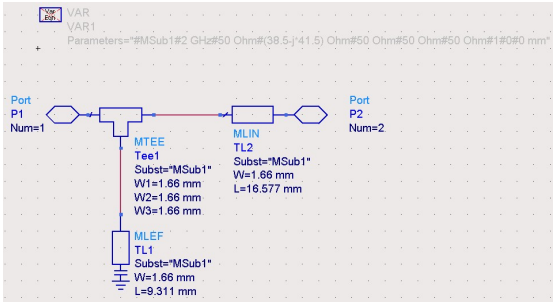 Var
Eqn
VAR
VAR1
Parameters="#MSub1#2 GHz#50 Ohm#(38.5-j*41.5) Ohm#50 Ohm#50 Ohm#50 Ohm#1#0#0 mm"
Port
P1
Num=1
MTEE
Tee1
Subst="MSub1"
W1=1.66 mm
W2=1.66 mm
W3=1.66 mm
MLIN
TL2
Subst="MSub1"
W=1.66 mm
L=16.577 mm
Port
P2
Num=2
MLEF
TL1
Subst="MSub1"
W=1.66 mm
L=9.311 mm